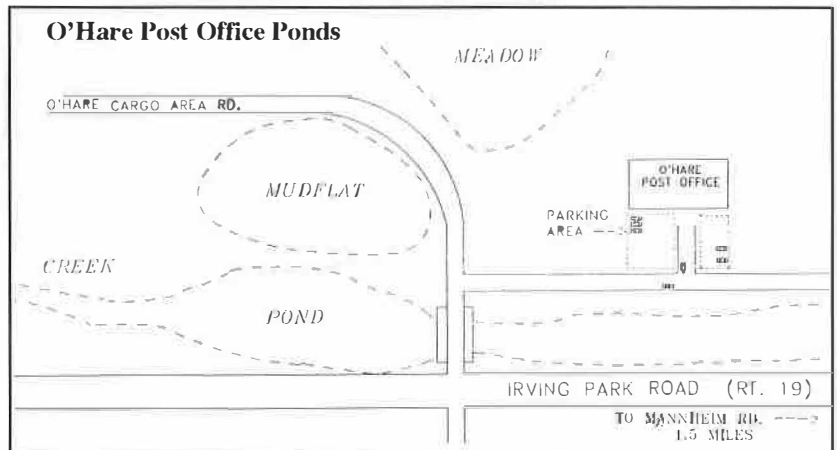 O'Hare Post Office Ponds
MEADOW
O'HARE CARGO AREA RD.
O'HARE
POST OFFICE
MUDFLAT
PARKING
AREA
CREEK
POND
IRVING PARK ROAD (RT. 19)
TO MANNHEIM RD.
1.5 MILES